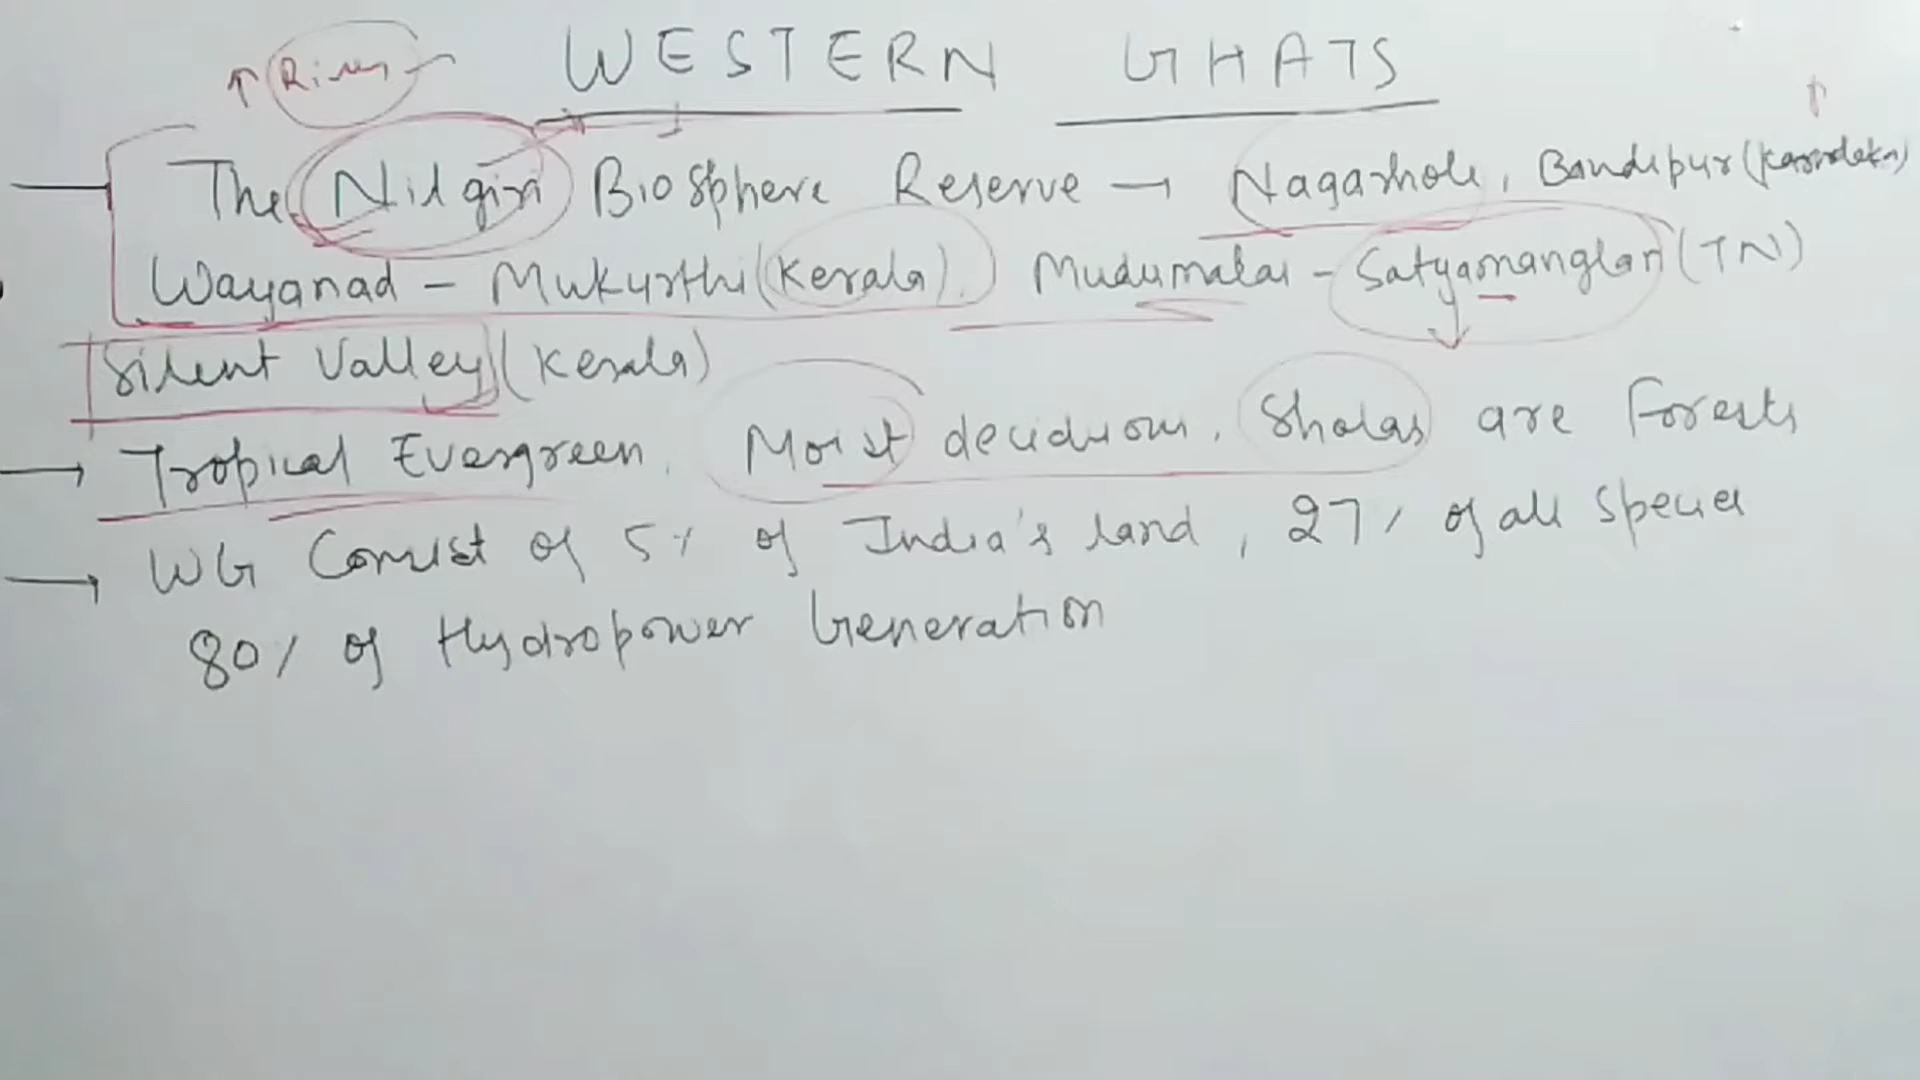 ↑ Rivers
WESTERN GHATS
The Nilgiri Biosphere Reserve → Nagarhole, Bandipur (Karnataka)
Wayanad - Mukurthi (Kerala). Mudumalai - Satyamanglam (TN)
Silent Valley (Kerala)
→ Tropical Evergreen, Moist deciduous, Sholas are Forests
→ WG Consist of 5% of India's land, 27% of all Species
80% of Hydropower Generation